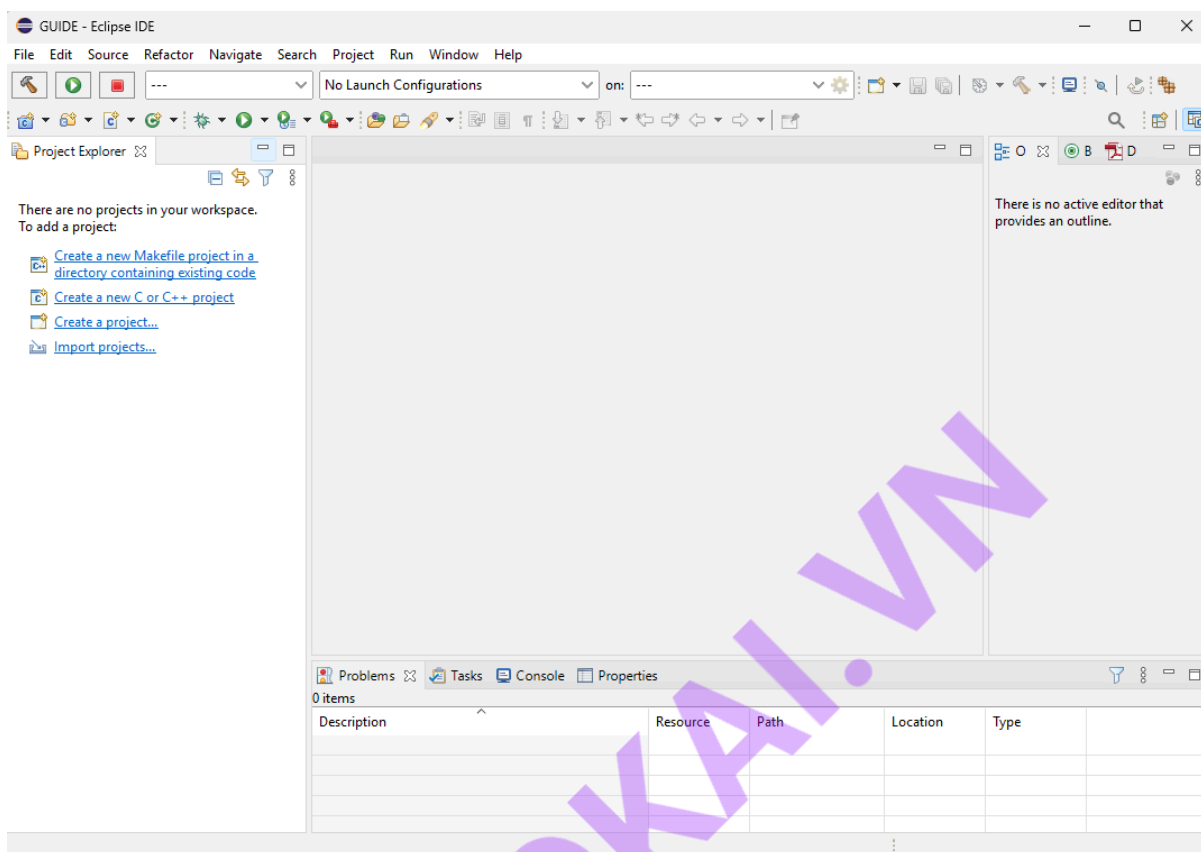 GUIDE - Eclipse IDE
File Edit Source Refactor Navigate Search Project Run Window Help
--- No Launch Configurations on: ---
Project Explorer
There are no projects in your workspace.
To add a project:
Create a new Makefile project in a
directory containing existing code
Create a new C or C++ project
Create a project...
Import projects...
O B D
There is no active editor that
provides an outline.
Problems Tasks Console Properties
0 items
Description Resource Path Location Type
KAI.VN